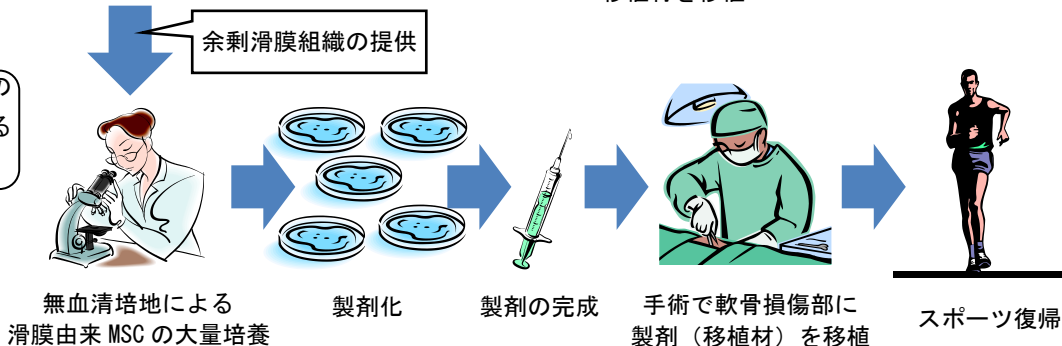 余剰滑膜組織の提供
の
る
無血清培地による
滑膜由来 MSC の大量培養
製剤化
製剤の完成
手術で軟骨損傷部に
製剤（移植材）を移植
スポーツ復帰